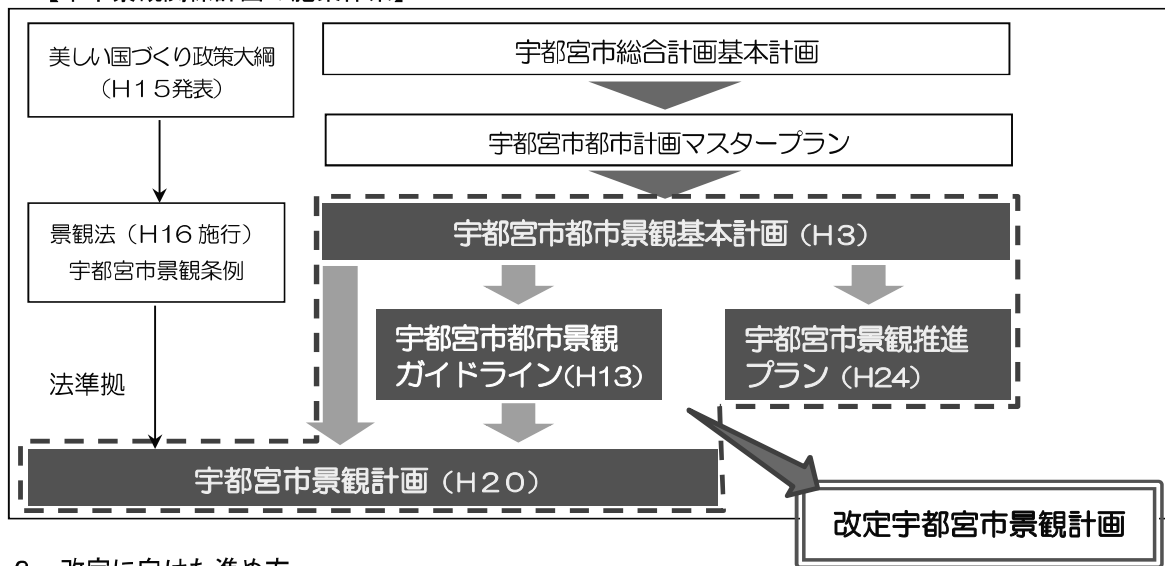 美しい国づくり政策大綱
(H15発表)
宇都宮市総合計画基本計画
宇都宮市都市計画マスタープラン
景観法(H16施行)
宇都宮市景観条例
宇都宮市都市景観基本計画(H3)
宇都宮市都市景観
ガイドライン(H13)
宇都宮市景観推進
プラン(H24)
法準拠
宇都宮市景観計画(H20)
改定宇都宮市景観計画